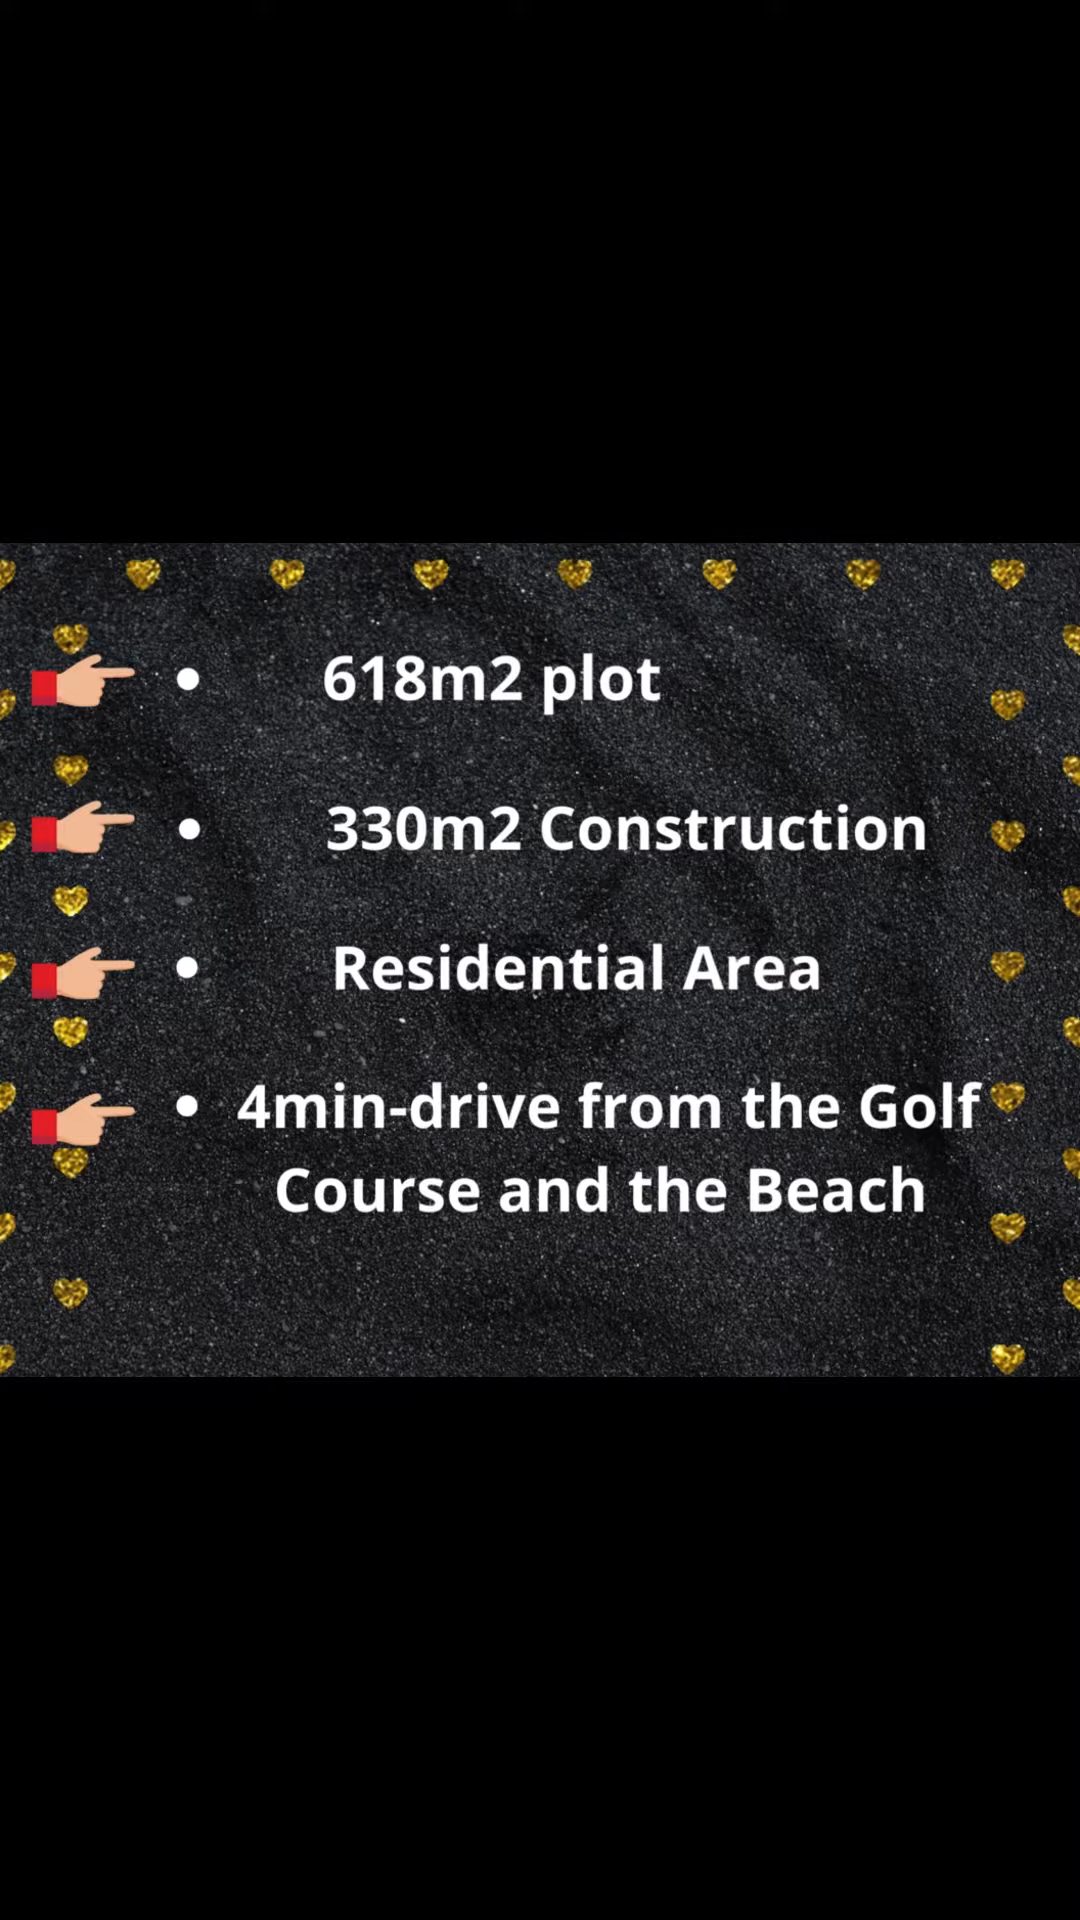 • 618m2 plot
• 330m2 Construction
• Residential Area
• 4min-drive from the Golf
Course and the Beach